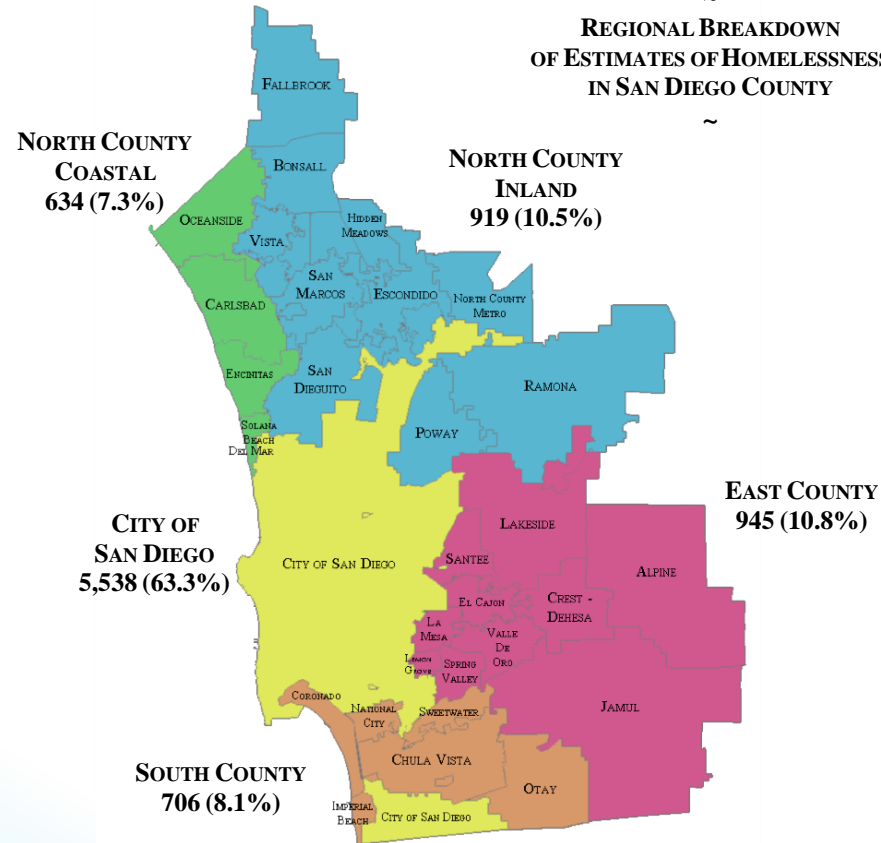 REGIONAL BREAKDOWN
OF ESTIMATES OF HOMELESSNESS
IN SAN DIEGO COUNTY
~
NORTH COUNTY
COASTAL
634 (7.3%)
NORTH COUNTY
INLAND
919 (10.5%)
EAST COUNTY
945 (10.8%)
CITY OF
SAN DIEGO
5,538 (63.3%)
SOUTH COUNTY
706 (8.1%)
FALLBROOK
BONSALL
OCEANSIDE
VISTA
HIDDEN
MEADOWS
SAN
MARCOS
ESCONDIDO
NORTH COUNTY
METRO
CARLSBAD
ENCINITAS
SAN
DIEGUITO
RAMONA
POWAY
SOLANA
BEACH
DEL MAR
LAKESIDE
CITY OF SAN DIEGO
SANTEE
ALPINE
EL CAJON
CREST -
DEHESA
LA
MESA
VALLE
DE
ORO
LEMON
GROVE
SPRING
VALLEY
JAMUL
CORONADO
NATIONAL
CITY
SWEETWATER
CHULA VISTA
OTAY
IMPERIAL
BEACH
CITY OF SAN DIEGO